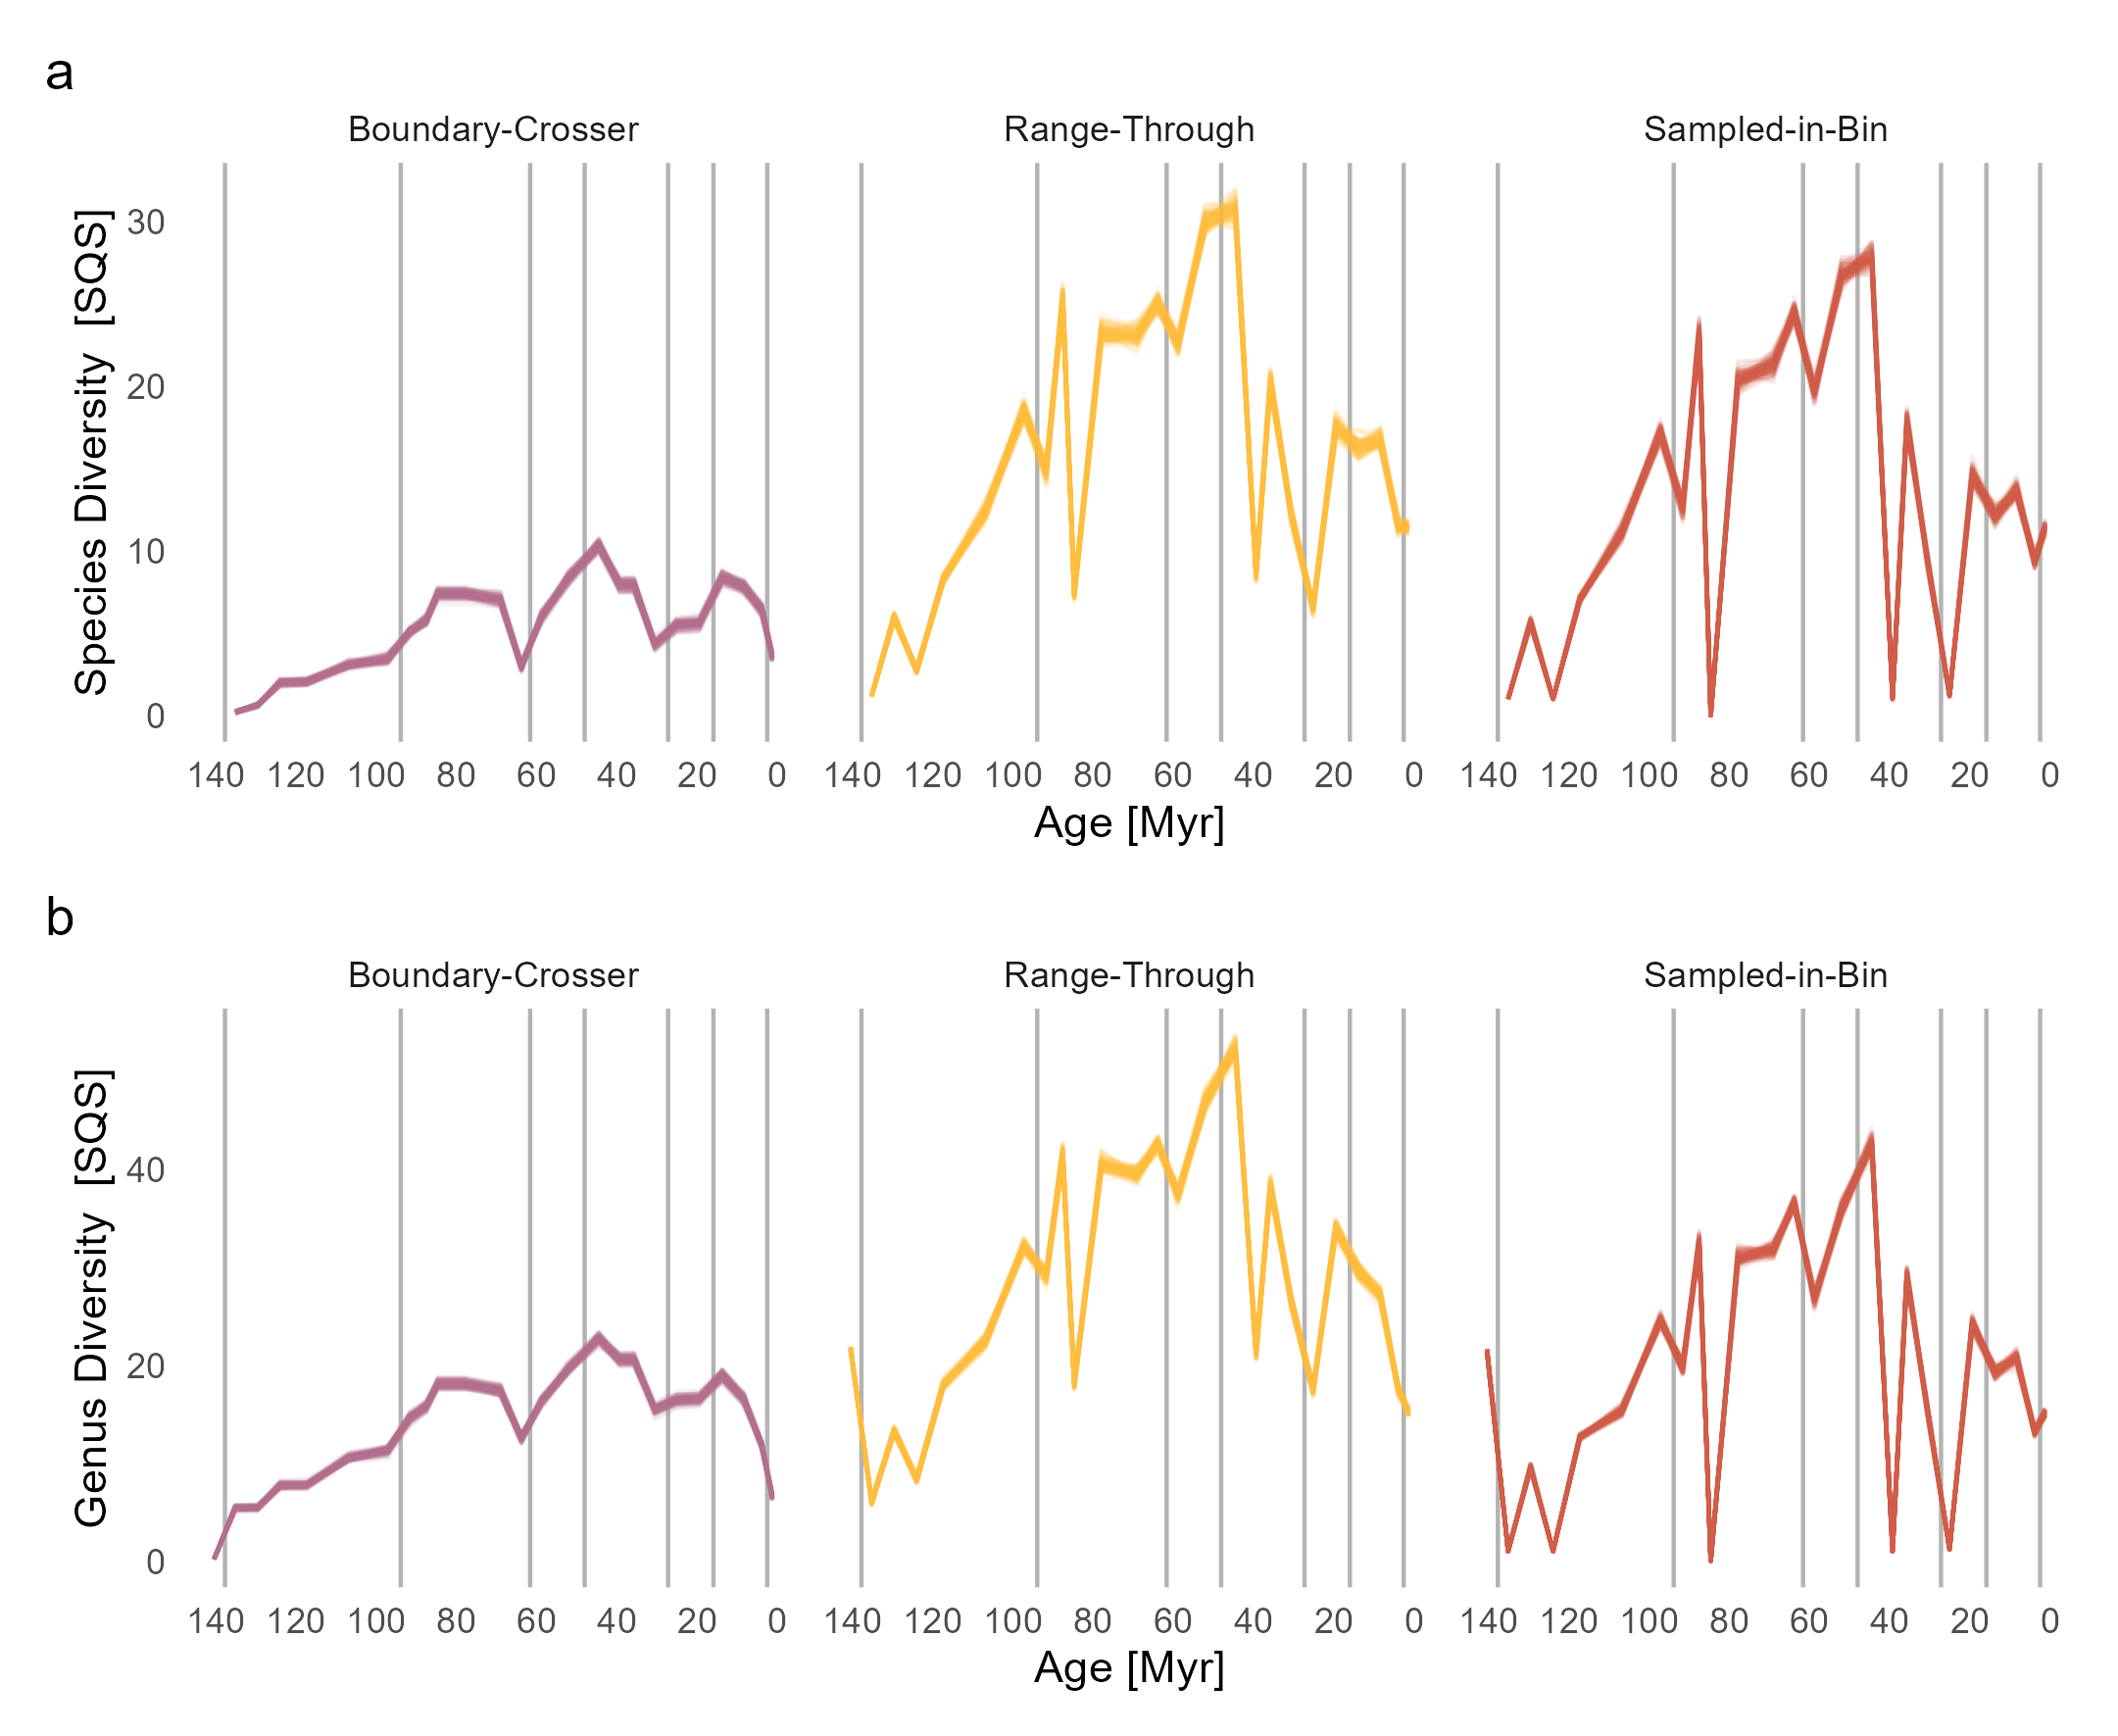 a
Boundary-Crosser Range-Through Sampled-in-Bin
Species Diversity [SQS]
30
20
10
0
140 120 100 80 60 40 20 0 140 120 100 80 60 40 20 0 140 120 100 80 60 40 20 0
Age [Myr]
b
Boundary-Crosser Range-Through Sampled-in-Bin
Genus Diversity [SQS]
40
20
0
140 120 100 80 60 40 20 0 140 120 100 80 60 40 20 0 140 120 100 80 60 40 20 0
Age [Myr]